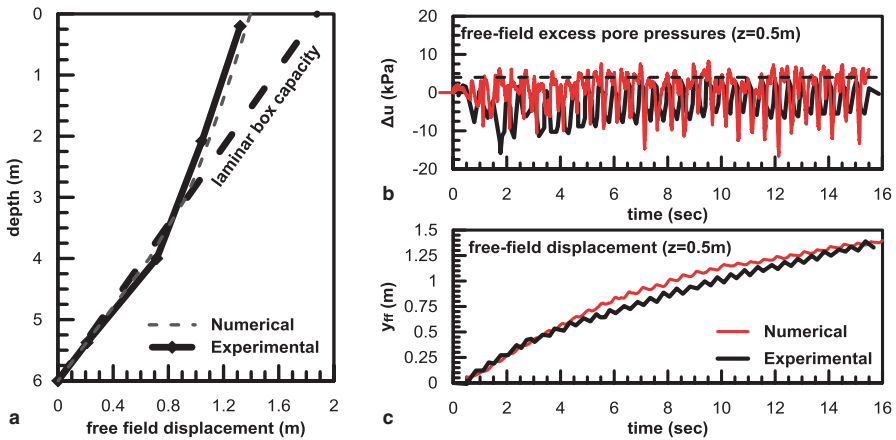 0
1
2
3
4
5
6
depth (m)
laminar box capacity
Numerical
Experimental
0 0.4 0.8 1.2 1.6 2
free field displacement (m)
a
20
10
0
-10
-20
Δu (kPa)
free-field excess pore pressures (z=0.5m)
0 2 4 6 8 10 12 14 16
time (sec)
b
1.5
1.25
1
0.75
0.5
0.25
0
yff (m)
free-field displacement (z=0.5m)
Numerical
Experimental
0 2 4 6 8 10 12 14 16
time (sec)
c